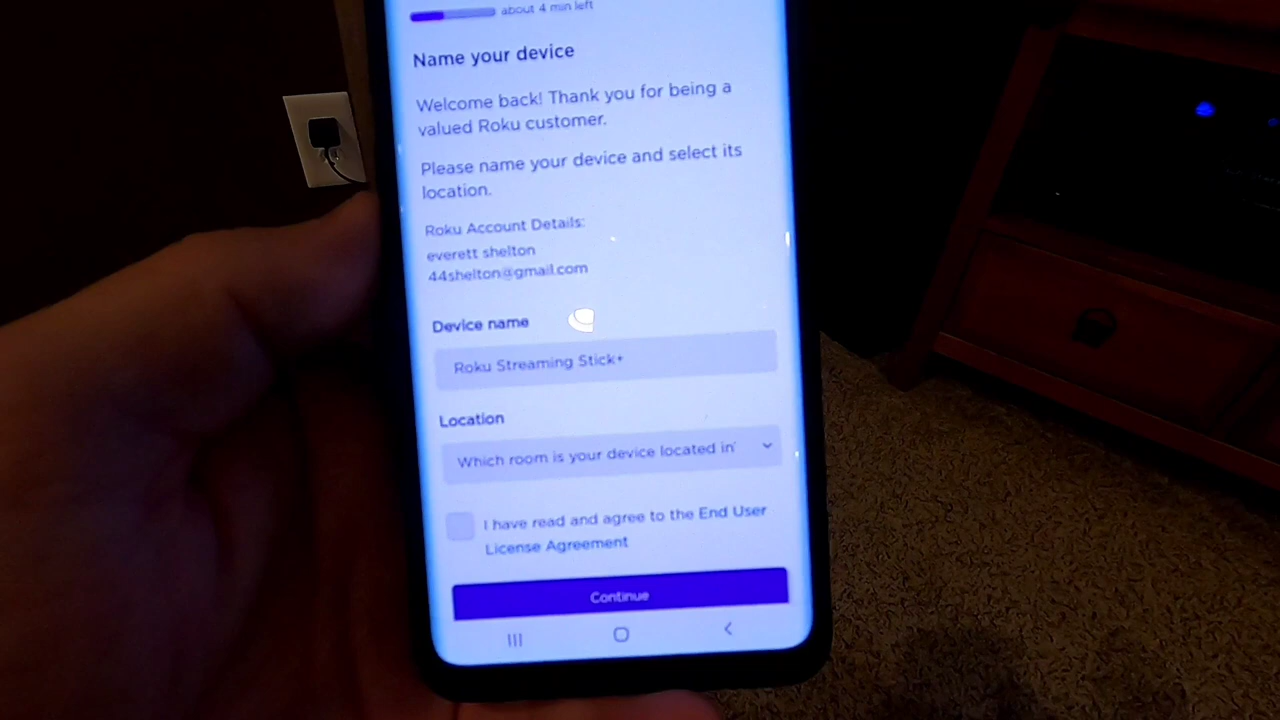 about 4 min left
Name your device
Welcome back! Thank you for being a
valued Roku customer.
Please name your device and select its
location.
Roku Account Details:
everett shelton
44shelton@gmail.com
Device name
Roku Streaming Stick+
Location
Which room is your device located in
I have read and agree to the End User
License Agreement
Continue